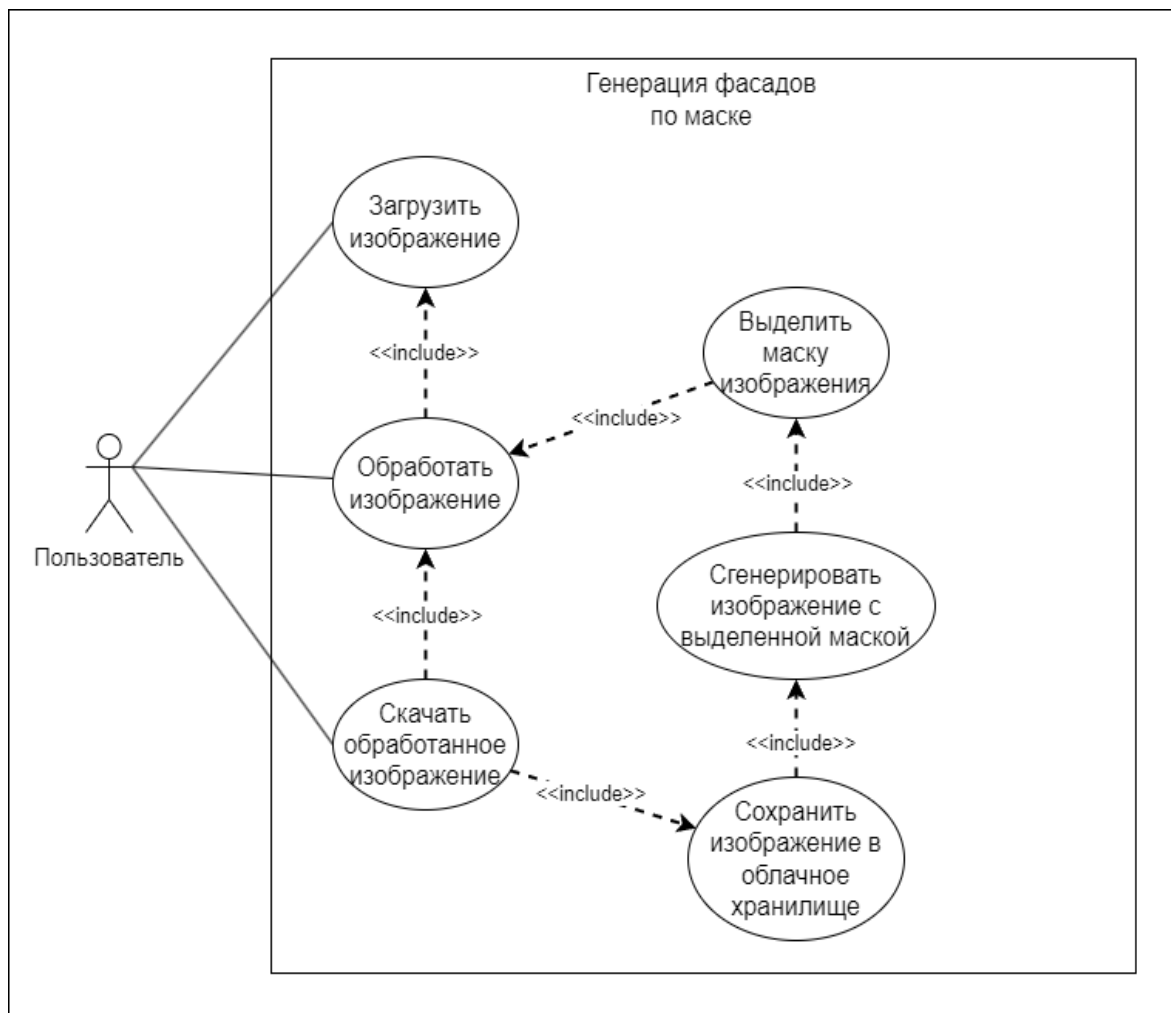 Генерация фасадов
по маске
Загрузить
изображение
<<include>>
Выделить
маску
изображения
<<include>>
Обработать
изображение
<<include>>
Пользователь
Сгенерировать
изображение с
выделенной маской
<<include>>
Скачать
обработанное
изображение
<<include>>
<<include>>
Сохранить
изображение в
облачное
хранилище